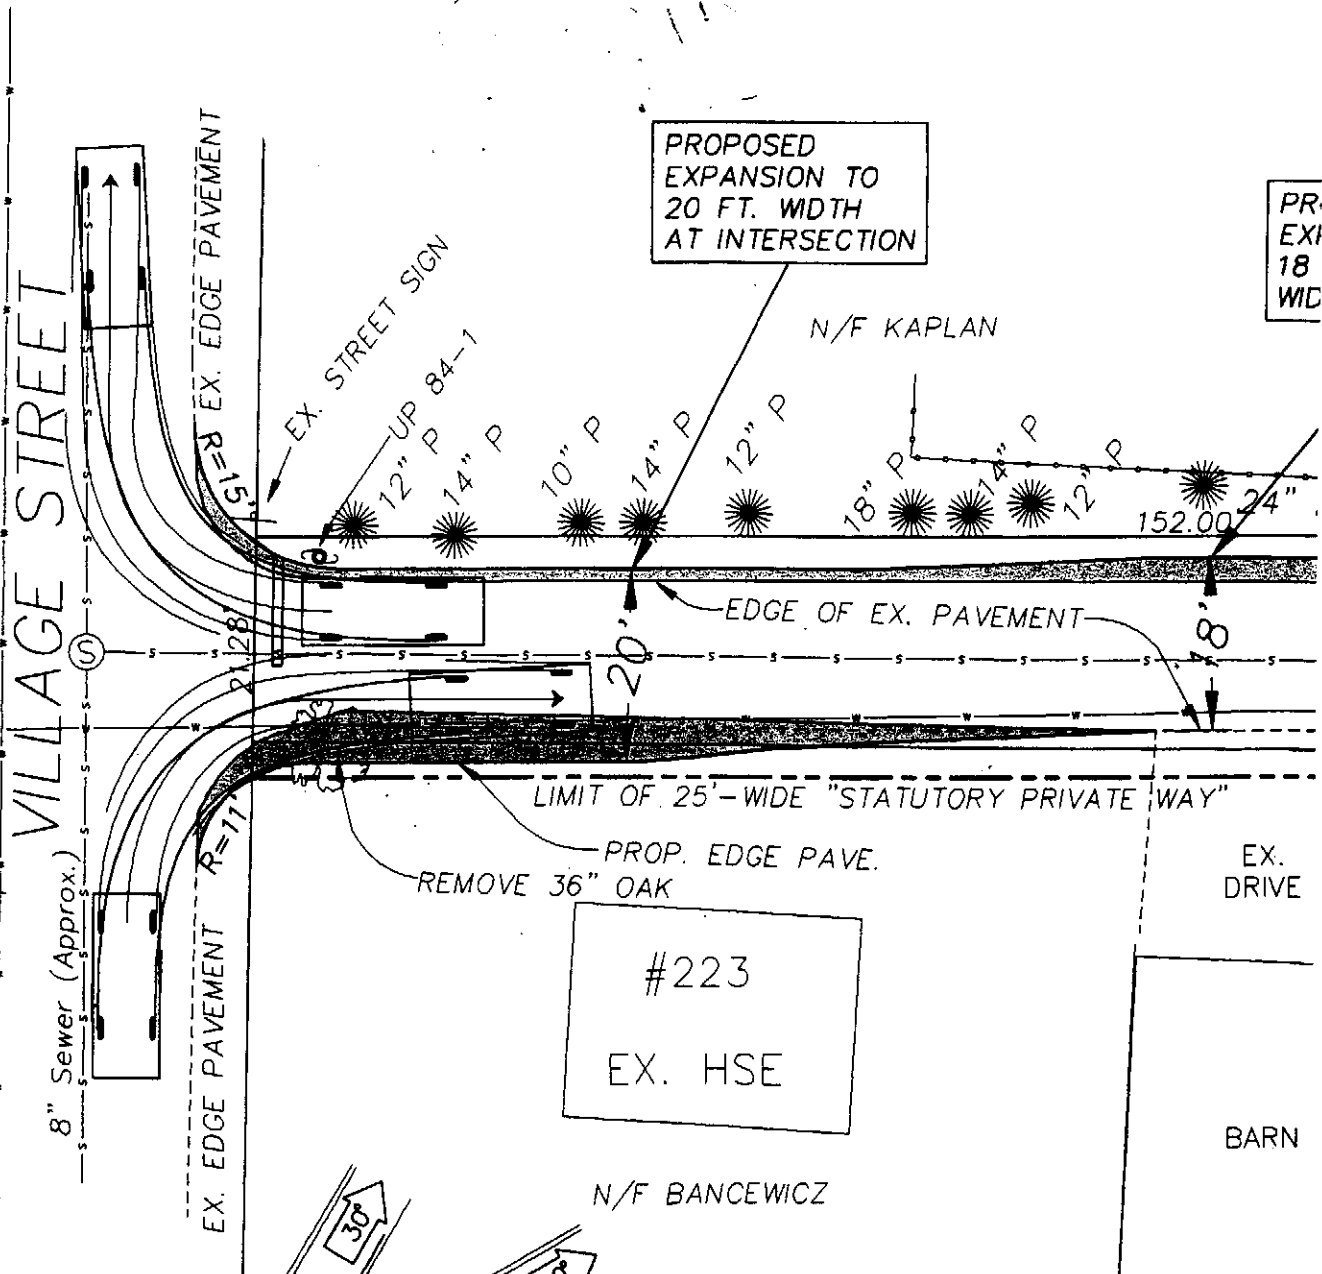 PROPOSED
EXPANSION TO
20 FT. WIDTH
AT INTERSECTION
18
EX. EDGE PAVEMENT
EX. STREET SIGN
UP 84-1
N/F KAPLAN
VILLAGE STREET
R=15'
12" P
14" P
10" P
14" P
12" P
18" P
14" P
12" P
24"
152.00
EDGE OF EX. PAVEMENT
20'
18'
21.28'
S
LIMIT OF 25'-WIDE "STATUTORY PRIVATE WAY"
R=11'
PROP. EDGE PAVE.
REMOVE 36" OAK
EX.
DRIVE
8" Sewer (Approx.)
EX. EDGE PAVEMENT
#223
EX. HSE
BARN
N/F BANCEWICZ
30°